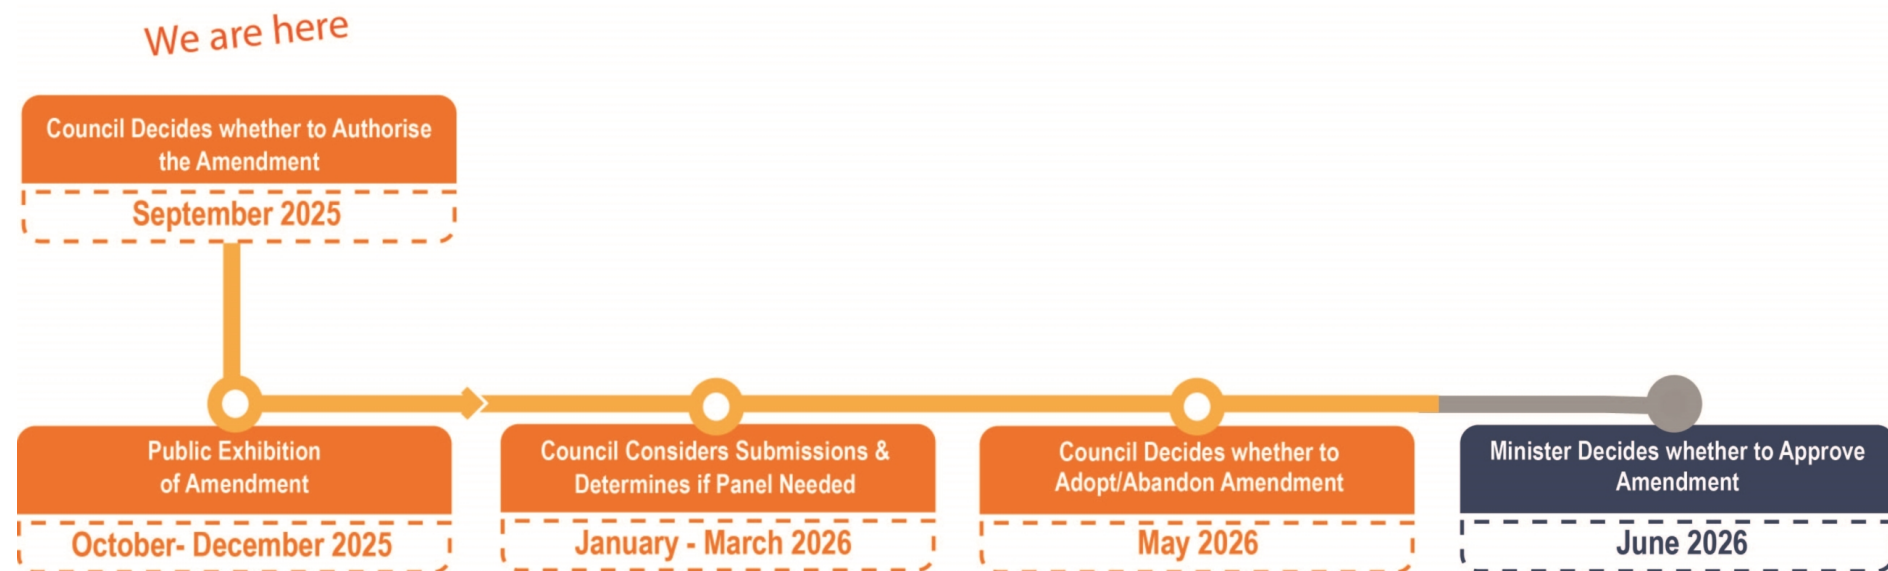 We are here
Council Decides whether to Authorise
the Amendment
September 2025
Public Exhibition
of Amendment
October- December 2025
Council Considers Submissions &
Determines if Panel Needed
January - March 2026
Council Decides whether to
Adopt/Abandon Amendment
May 2026
Minister Decides whether to Approve
Amendment
June 2026